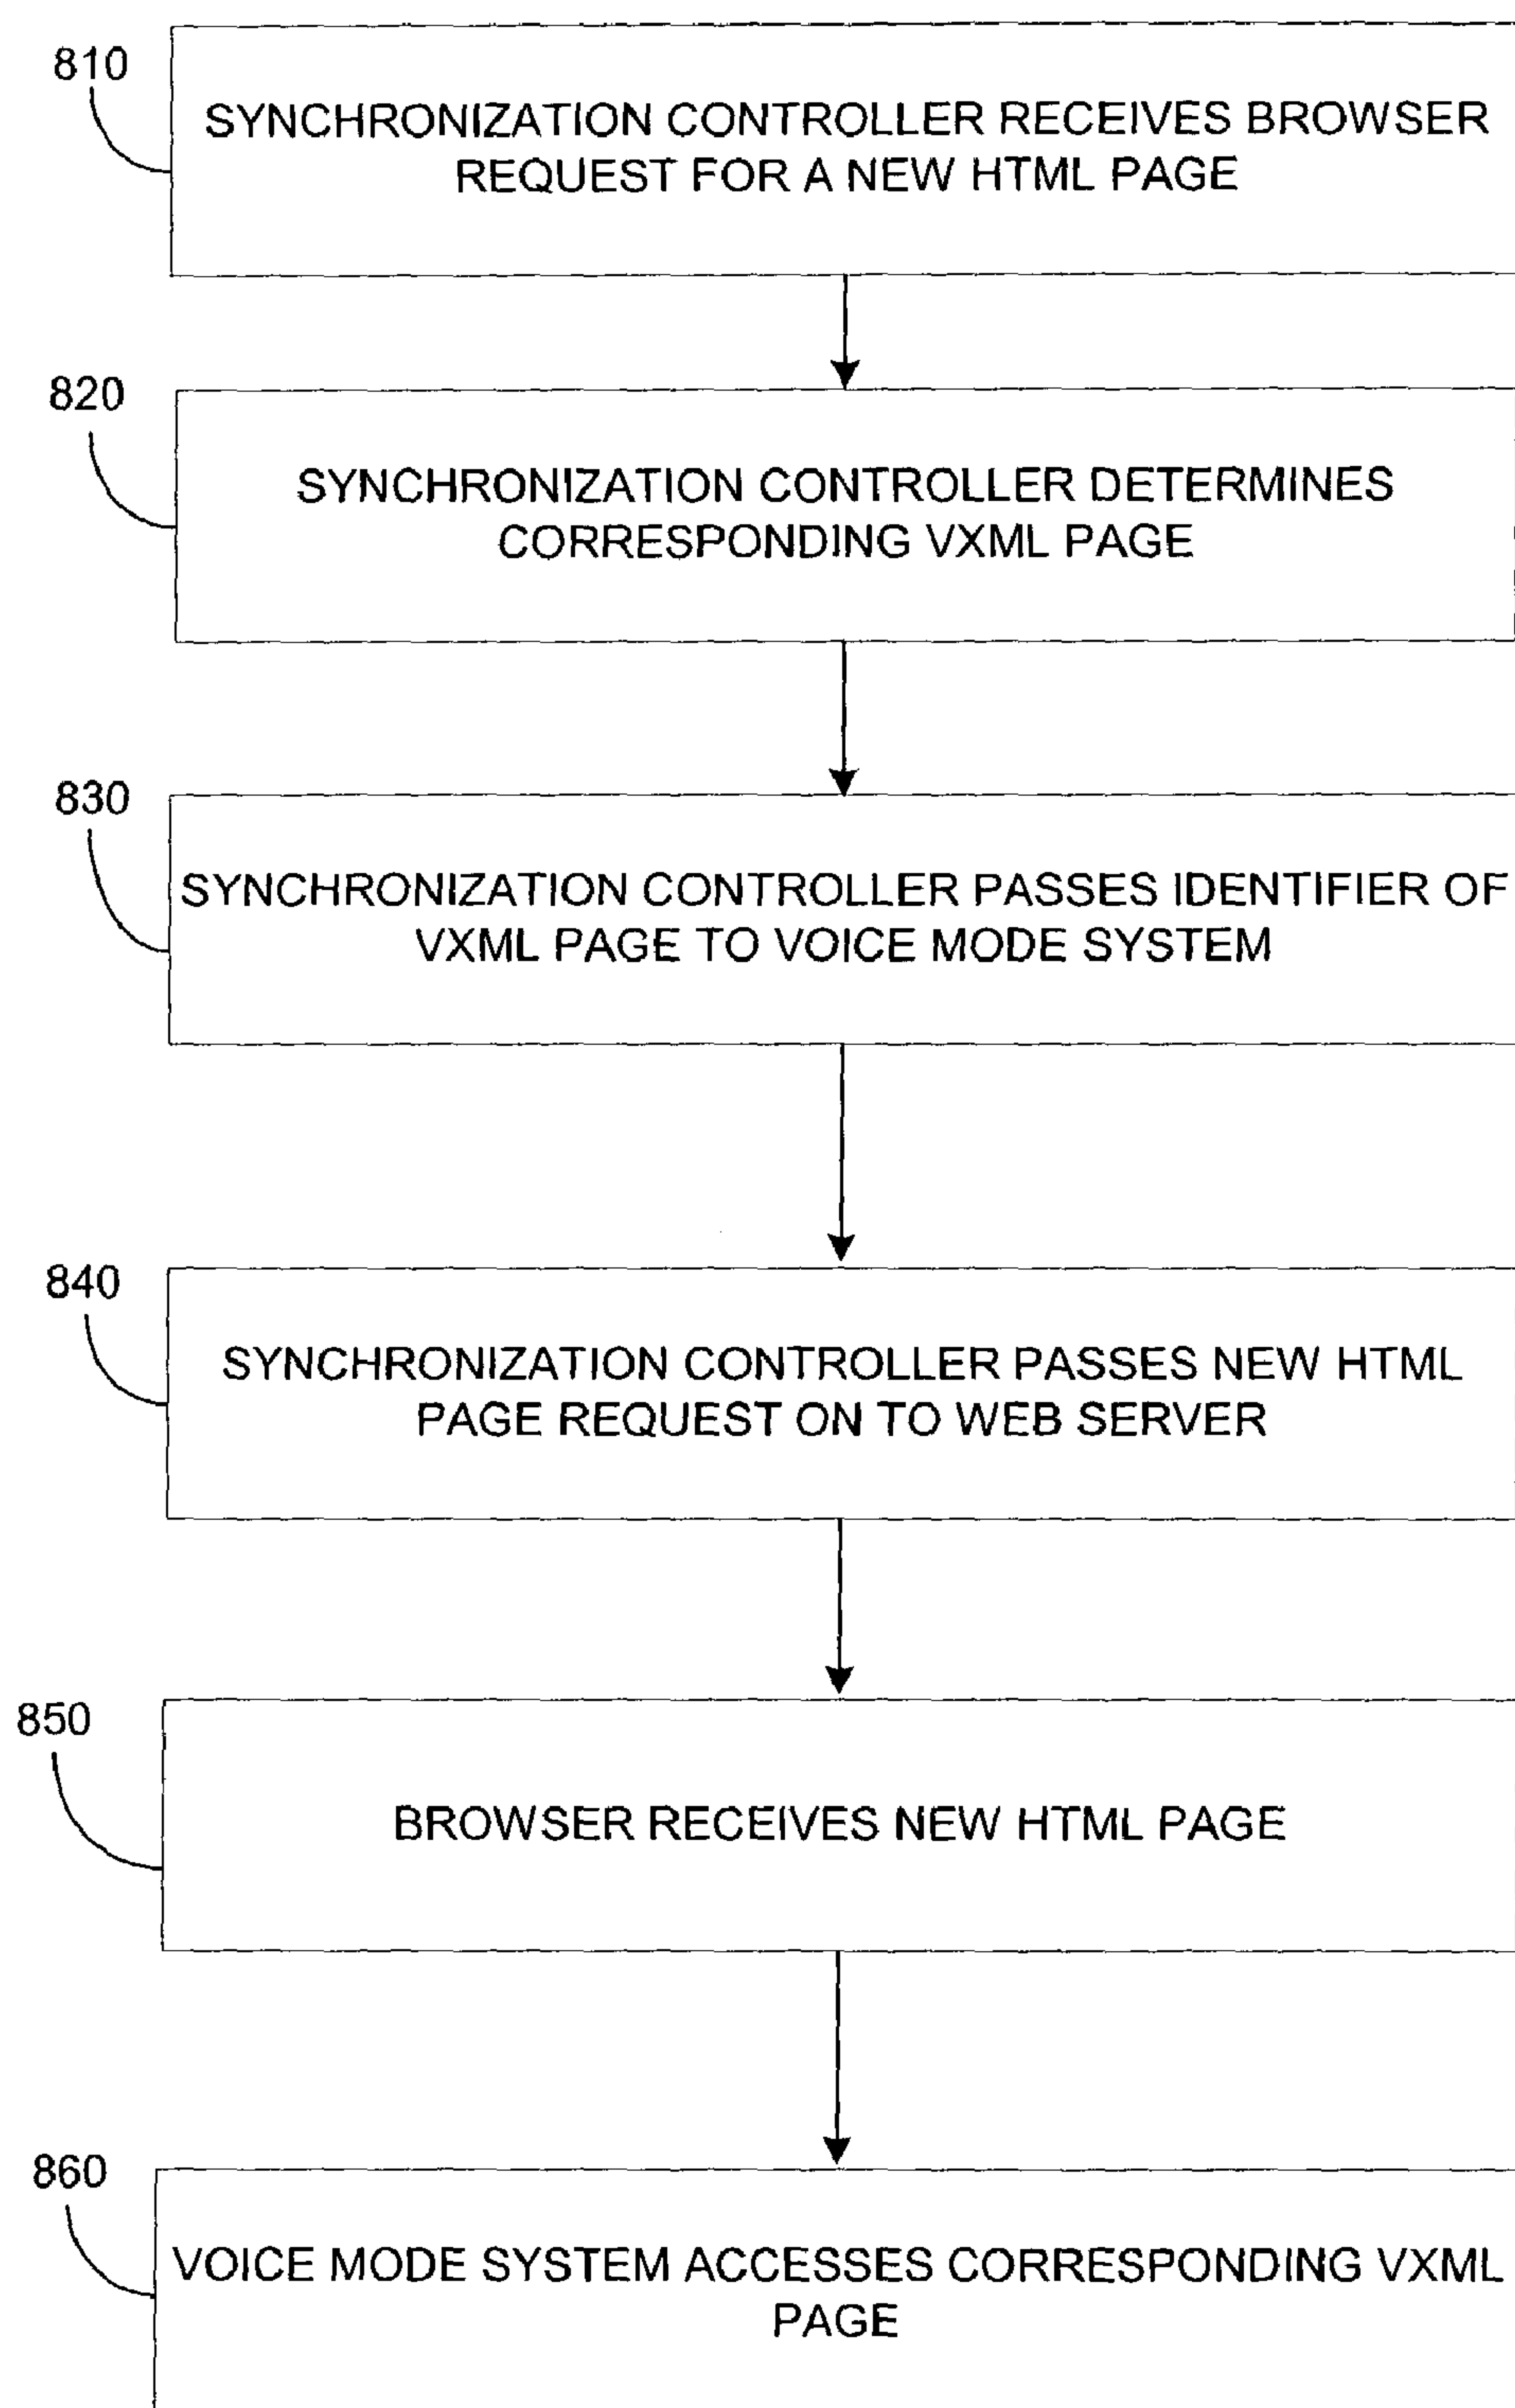 810
SYNCHRONIZATION CONTROLLER RECEIVES BROWSER
REQUEST FOR A NEW HTML PAGE
820
SYNCHRONIZATION CONTROLLER DETERMINES
CORRESPONDING VXML PAGE
830
SYNCHRONIZATION CONTROLLER PASSES IDENTIFIER OF
VXML PAGE TO VOICE MODE SYSTEM
840
SYNCHRONIZATION CONTROLLER PASSES NEW HTML
PAGE REQUEST ON TO WEB SERVER
850
BROWSER RECEIVES NEW HTML PAGE
860
VOICE MODE SYSTEM ACCESSES CORRESPONDING VXML
PAGE